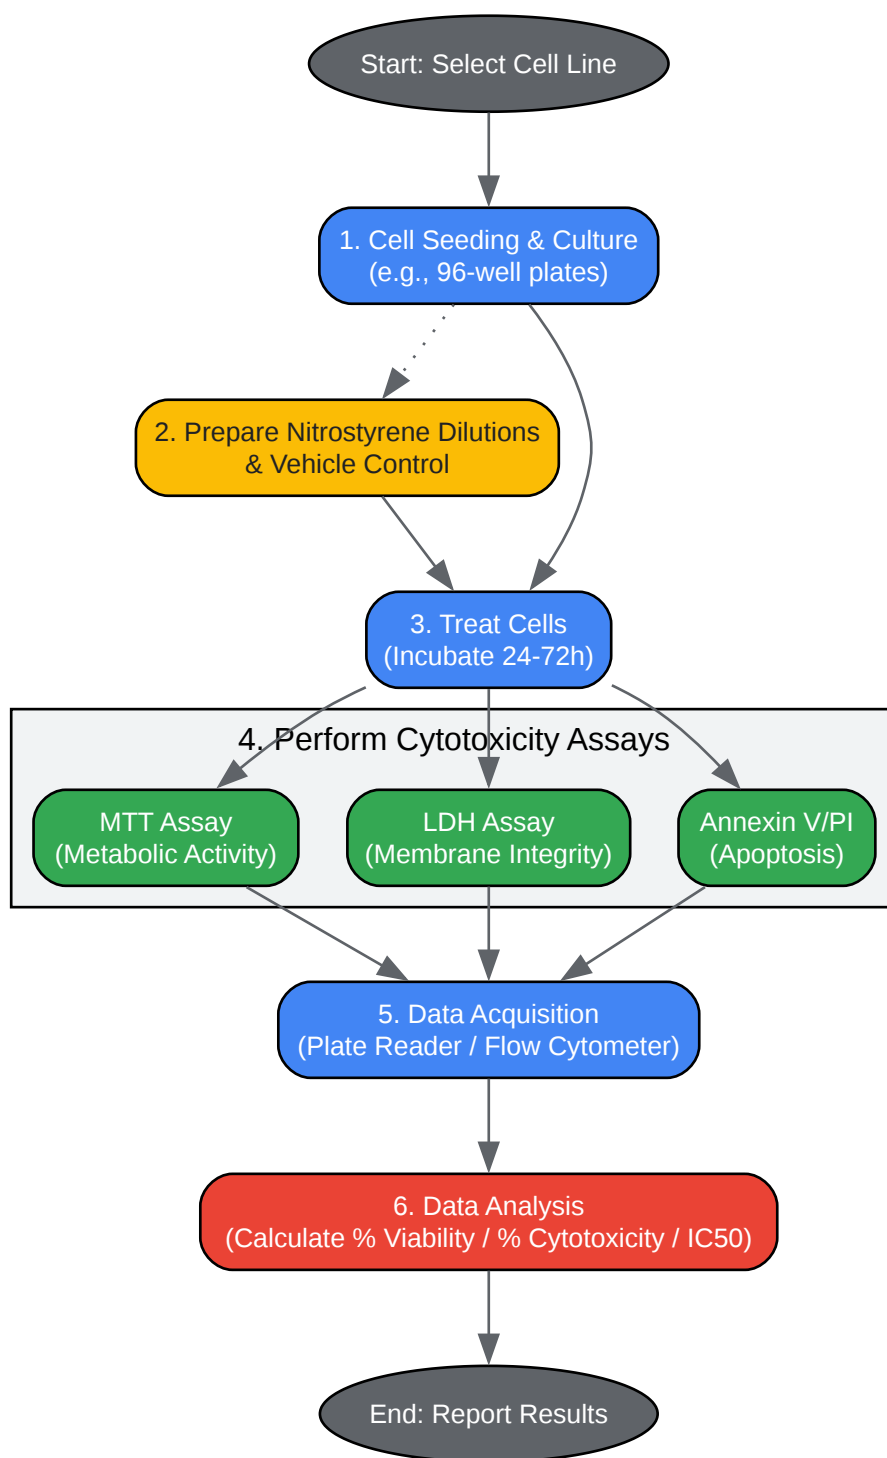 Start: Select Cell Line
1. Cell Seeding & Culture
(e.g., 96-well plates)
2. Prepare Nitrostyrene Dilutions
& Vehicle Control
3. Treat Cells
(Incubate 24-72h)
4. Perform Cytotoxicity Assays
MTT Assay
(Metabolic Activity)
LDH Assay
(Membrane Integrity)
Annexin V/PI
(Apoptosis)
5. Data Acquisition
(Plate Reader / Flow Cytometer)
6. Data Analysis
(Calculate % Viability / % Cytotoxicity / IC50)
End: Report Results